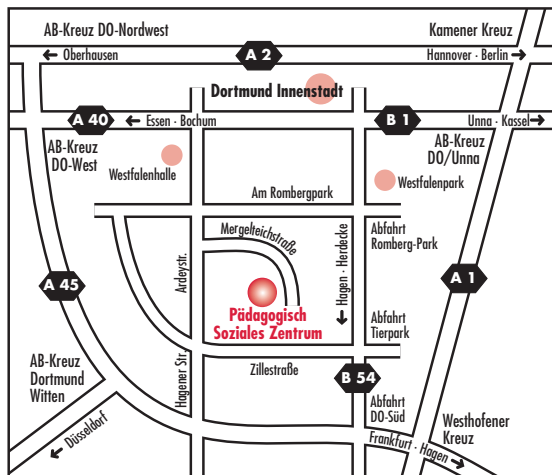 AB-Kreuz DO-Nordwest
Kamener Kreuz
← Oberhausen
A 2
Hannover - Berlin →
Dortmund Innenstadt
A 40
← Essen - Bochum
B 1
Unna - Kassel →
AB-Kreuz
DO-West
Westfalenhalle
AB-Kreuz
DO/Unna
Westfalenpark
Am Rombergpark
Mergelteichstraße
Ardeystr.
Hagen - Herdecke →
Abfahrt
Romberg-Park
A 45
A 1
Pädagogisch
Soziales Zentrum
Abfahrt
Tierpark
AB-Kreuz
Dortmund
Witten
Hagener Str.
Zillestraße
B 54
Abfahrt
DO-Süd
Westhofener
Kreuz
← Düsseldorf
Frankfurt - Hagen →